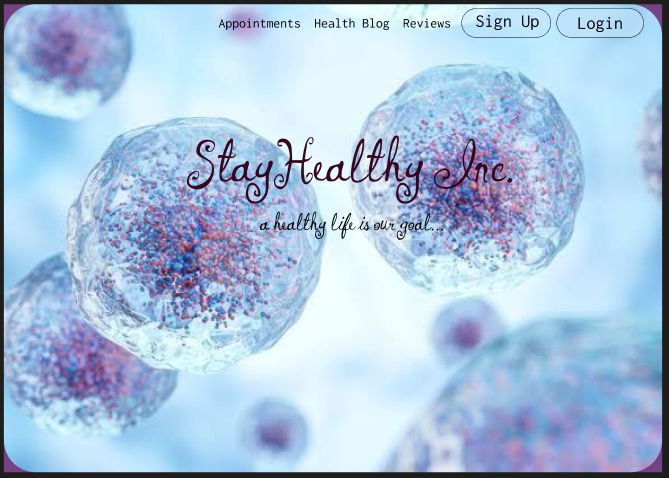 Appointments Health Blog Reviews Sign Up Login
StayHealthy Inc.
a healthy life is our goal...